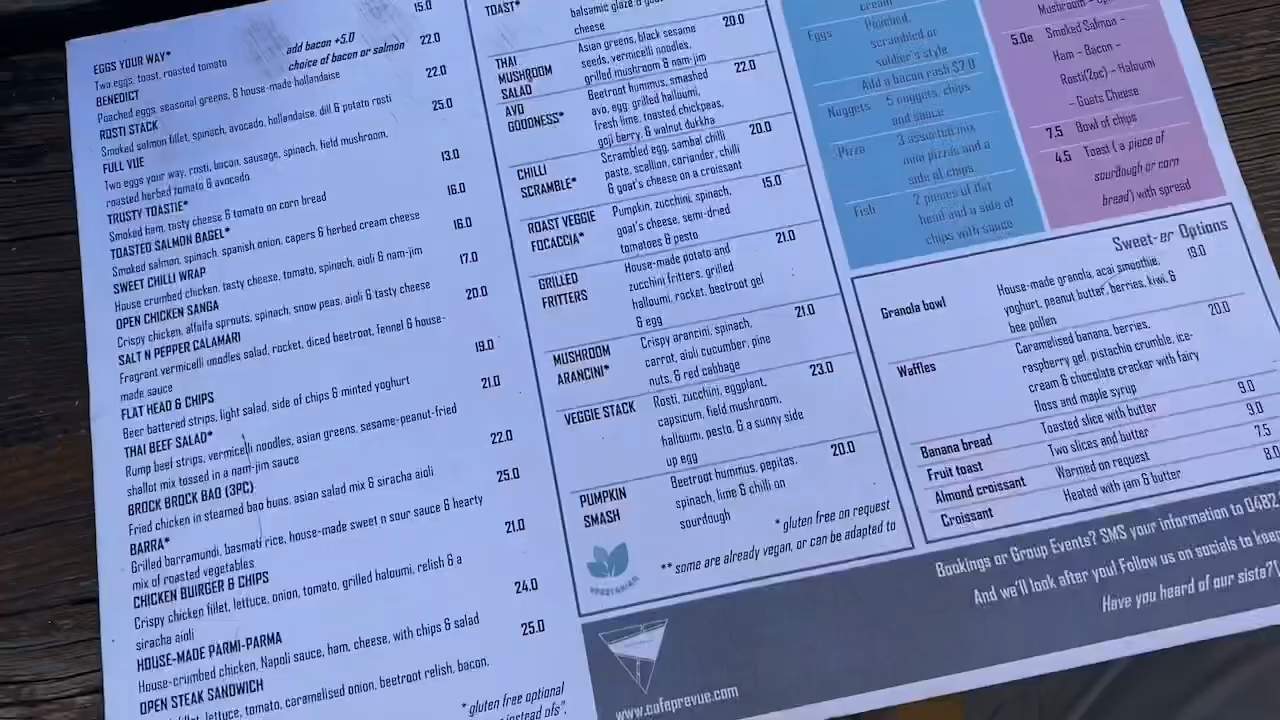 15.0
EGGS YOUR WAY*
add bacon +5.0
Two eggs, toast, roasted tomato
choice of bacon or salmon 22.0
BENEDICT
Poached eggs, seasonal greens, & house-made hollandaise 22.0
ROSTI STACK
Smoked salmon fillet, spinach, avocado, hollandaise, dill & potato rosti 25.0
FULL VUE
Two eggs your way, rosti, bacon, sausage, spinach, field mushroom,
roasted herbed tomato & avocado 13.0
TRUSTY TOASTIE*
Smoked ham, tasty cheese & tomato on corn bread 16.0
TOASTED SALMON BAGEL*
Smoked salmon, spinach, spanish onion, capers & herbed cream cheese 16.0
SWEET CHILLI WRAP
House crumbed chicken, tasty cheese, tomato, spinach, aioli & nam-jim 17.0
OPEN CHICKEN SANGA
Crispy chicken, alfalfa sprouts, spinach, snow peas, aioli & tasty cheese 20.0
SALT N PEPPER CALAMARI
Fragrant vermicelli noodles salad, rocket, diced beetroot, fennel & house-
made sauce 19.0
FLAT HEAD & CHIPS
Beer battered strips, light salad, side of chips & minted yoghurt 21.0
THAI BEEF SALAD*
Rump beef strips, vermicelli noodles, asian greens, sesame-peanut-fried
shallot mix tossed in a nam-jim sauce 22.0
BROCK BROCK BAO (3PC)
Fried chicken in steamed bao buns, asian salad mix & siracha aioli 25.0
BARRA*
Grilled barramundi, basmati rice, house-made sweet n sour sauce & hearty
mix of roasted vegetables 21.0
CHICKEN BURGER & CHIPS
Crispy chicken fillet, lettuce, onion, tomato, grilled haloumi, relish & a
siracha aioli 24.0
HOUSE-MADE PARMI-PARMA
House-crumbed chicken, Napoli sauce, ham, cheese, with chips & salad 25.0
OPEN STEAK SANDWICH
lettuce, tomato, caramelised onion, beetroot relish, bacon,
* gluten free optional
TOAST*
balsamic glaze
cheese
THAI MUSHROOM SALAD
Asian greens, black sesame 20.0
seeds, vermicelli noodles,
grilled mushroom & nam-jim
AVO GOODNESS*
Beetroot hummus, smashed 22.0
avo, egg, grilled halloumi,
fresh lime, toasted chickpeas,
goji berry, & walnut dukkha
CHILLI SCRAMBLE*
Scrambled egg, sambal chilli 20.0
paste, scallion, coriander, chilli
& goat's cheese on a croissant
ROAST VEGGIE FOCACCIA*
Pumpkin, zucchini, spinach, 15.0
goat's cheese, semi-dried
tomatoes & pesto
GRILLED FRITTERS
House-made potato and 21.0
zucchini fritters, grilled
halloumi, rocket, beetroot gel
& egg
MUSHROOM ARANCINI*
Crispy arancini, spinach, 21.0
carrot, aioli cucumber, pine
nuts, & red cabbage
VEGGIE STACK
Rosti, zucchini, eggplant, 23.0
capsicum, field mushroom,
halloum, pesto, & a sunny side
up egg
PUMPKIN SMASH
Beetroot hummus, pepitas, 20.0
spinach, lime & chilli on
sourdough
* gluten free on request
** some are already vegan, or can be adapted to
VEGETARIAN
cream
Eggs
Poached,
scrambled or
soldier's style
Add a bacon rash $2.0
Nuggets 5 nuggets, chips
and sauce
Pizza 3 assorted mix
mini pizzas and a
side of chips
Fish 2 pieces of flat
head and a side of
chips with sauce
5.0e Smoked Salmon –
Ham – Bacon –
Rosti(2pc) – Haloumi
– Goats Cheese
7.5 Bowl of chips
4.5 Toast ( a piece of
sourdough or corn
bread) with spread
Sweet-er Options
Granola bowl House-made granola, acai smoothie, 19.0
yoghurt, peanut butter, berries, kiwi, &
bee pollen
Waffles Caramelised banana, berries, 20.0
raspberry gel, pistachio crumble, ice-
cream & chocolate cracker with fairy
floss and maple syrup
Banana bread Toasted slice with butter 9.0
Fruit toast Two slices and butter 9.0
Almond croissant Warmed on request 7.5
Croissant Heated with jam & butter 8.0
Bookings or Group Events? SMS your information to 0482
And we'll look after you! Follow us on socials to keep
Have you heard of our sista?
www.cafeprevue.com